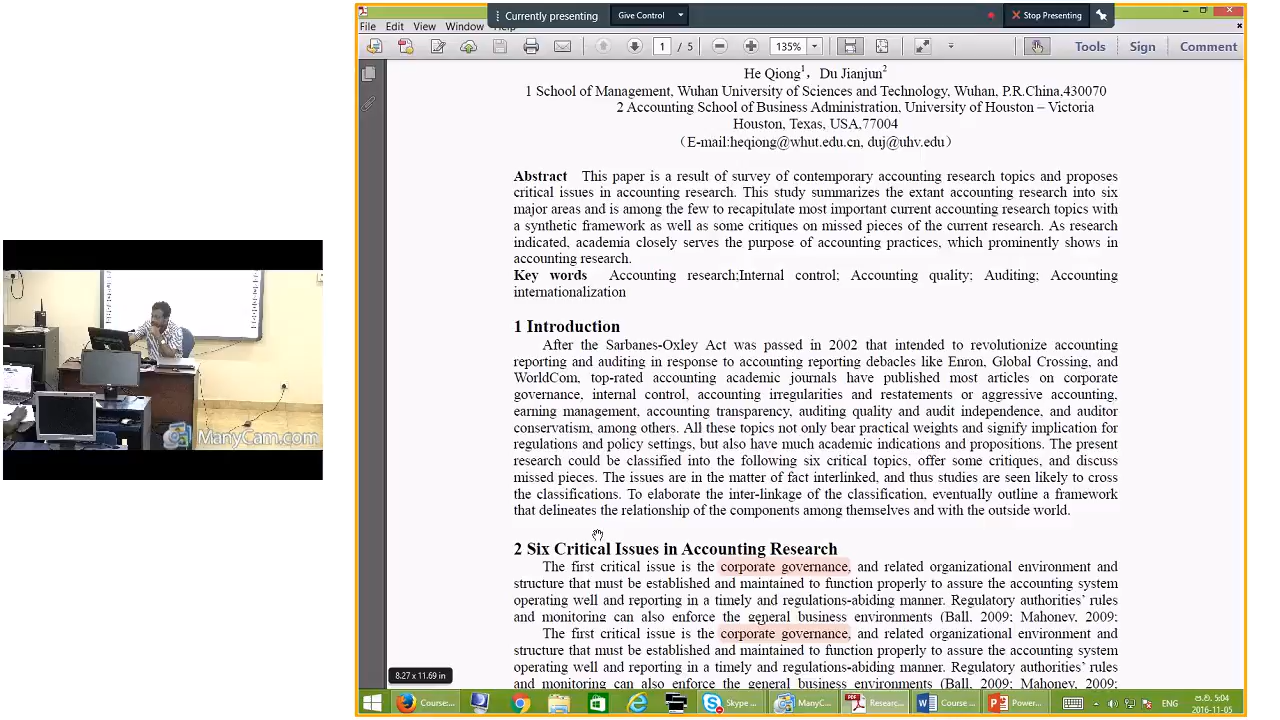 Currently presenting
Give Control
Stop Presenting
File Edit View Window Help
1 / 5
135%
Tools Sign Comment
He Qiong1, Du Jianjun2
1 School of Management, Wuhan University of Sciences and Technology, Wuhan, P.R.China,430070
2 Accounting School of Business Administration, University of Houston – Victoria
Houston, Texas, USA,77004
(E-mail:heqiong@whut.edu.cn, duj@uhv.edu)
Abstract This paper is a result of survey of contemporary accounting research topics and proposes
critical issues in accounting research. This study summarizes the extant accounting research into six
major areas and is among the few to recapitulate most important current accounting research topics with
a synthetic framework as well as some critiques on missed pieces of the current research. As research
indicated, academia closely serves the purpose of accounting practices, which prominently shows in
accounting research.
Key words Accounting research;Internal control; Accounting quality; Auditing; Accounting
internationalization
1 Introduction
After the Sarbanes-Oxley Act was passed in 2002 that intended to revolutionize accounting
reporting and auditing in response to accounting reporting debacles like Enron, Global Crossing, and
WorldCom, top-rated accounting academic journals have published most articles on corporate
governance, internal control, accounting irregularities and restatements or aggressive accounting,
earning management, accounting transparency, auditing quality and audit independence, and auditor
conservatism, among others. All these topics not only bear practical weights and signify implication for
regulations and policy settings, but also have much academic indications and propositions. The present
research could be classified into the following six critical topics, offer some critiques, and discuss
missed pieces. The issues are in the matter of fact interlinked, and thus studies are seen likely to cross
the classifications. To elaborate the inter-linkage of the classification, eventually outline a framework
that delineates the relationship of the components among themselves and with the outside world.
2 Six Critical Issues in Accounting Research
The first critical issue is the corporate governance, and related organizational environment and
structure that must be established and maintained to function properly to assure the accounting system
operating well and reporting in a timely and regulations-abiding manner. Regulatory authorities’ rules
and monitoring can also enforce the general business environments (Ball, 2009; Mahoney, 2009;
The first critical issue is the corporate governance, and related organizational environment and
structure that must be established and maintained to function properly to assure the accounting system
operating well and reporting in a timely and regulations-abiding manner. Regulatory authorities’ rules
and monitoring can also enforce the general business environments (Ball, 2009; Mahoney, 2009;
8.27 x 11.69 in
ManyCam.com
Course:...
Skype ...
ManyC...
Researc...
Course ...
Power...
ENG
5:04
2016-11-05